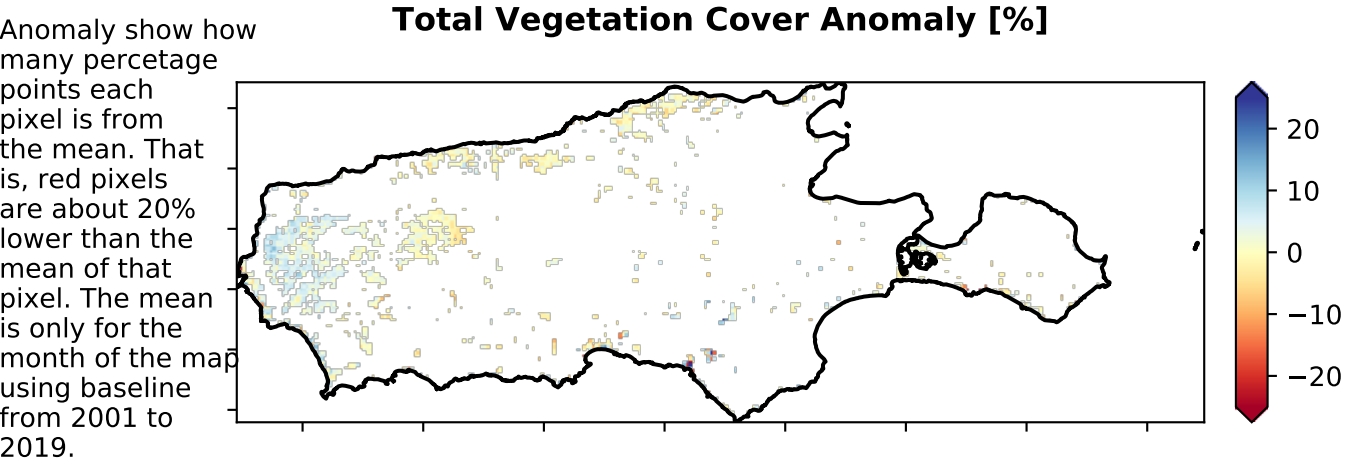 Total Vegetation Cover Anomaly [%]
Anomaly show how
many percetage
points each
pixel is from
the mean. That
is, red pixels
are about 20%
lower than the
mean of that
pixel. The mean
is only for the
month of the map
using baseline
from 2001 to
2019.
20
10
0
−10
−20